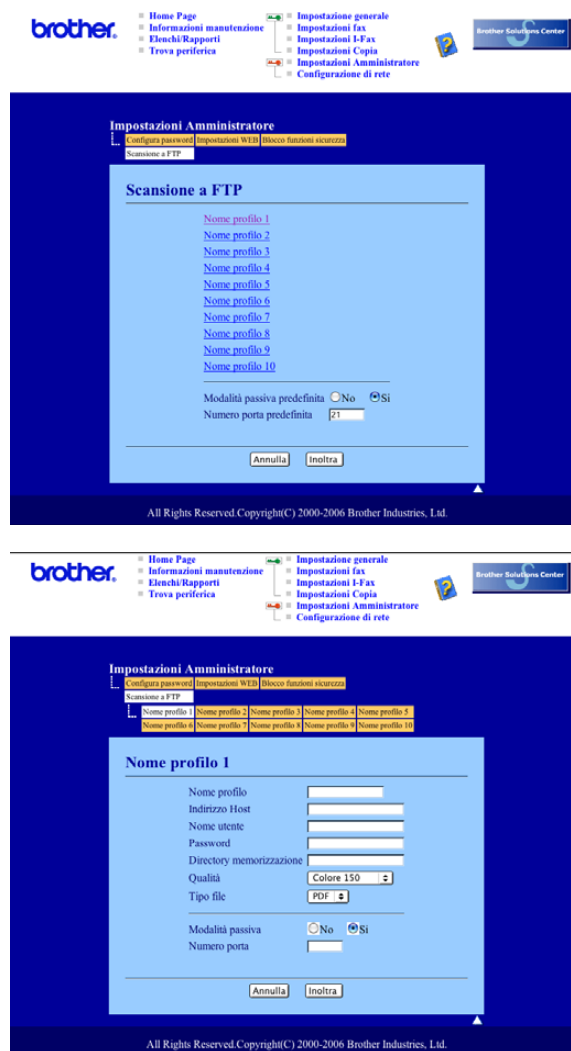 brother.
Home Page
Informazioni manutenzione
Elenchi/Rapporti
Trova periferica
Impostazione generale
Impostazioni fax
Impostazioni I-Fax
Impostazioni Copia
Impostazioni Amministratore
Configurazione di rete
Brother Solutions Center
Impostazioni Amministratore
Configura password Impostazioni WEB Blocco funzioni sicurezza
Scansione a FTP
Scansione a FTP
Nome profilo 1
Nome profilo 2
Nome profilo 3
Nome profilo 4
Nome profilo 5
Nome profilo 6
Nome profilo 7
Nome profilo 8
Nome profilo 9
Nome profilo 10
Modalità passiva predefinita No Si
Numero porta predefinita 21
Annulla Inoltra
All Rights Reserved.Copyright(C) 2000-2006 Brother Industries, Ltd.
brother.
Home Page
Informazioni manutenzione
Elenchi/Rapporti
Trova periferica
Impostazione generale
Impostazioni fax
Impostazioni I-Fax
Impostazioni Copia
Impostazioni Amministratore
Configurazione di rete
Brother Solutions Center
Impostazioni Amministratore
Configura password Impostazioni WEB Blocco funzioni sicurezza
Scansione a FTP
Nome profilo 1 Nome profilo 2 Nome profilo 3 Nome profilo 4 Nome profilo 5
Nome profilo 6 Nome profilo 7 Nome profilo 8 Nome profilo 9 Nome profilo 10
Nome profilo 1
Nome profilo
Indirizzo Host
Nome utente
Password
Directory memorizzazione
Qualità Colore 150
Tipo file PDF
Modalità passiva No Si
Numero porta
Annulla Inoltra
All Rights Reserved.Copyright(C) 2000-2006 Brother Industries, Ltd.